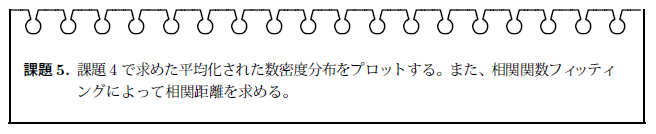 課題 5. 課題 4 で求めた平均化された数密度分布をプロットする。また、相関関数フィッティ
ングによって相関距離を求める。